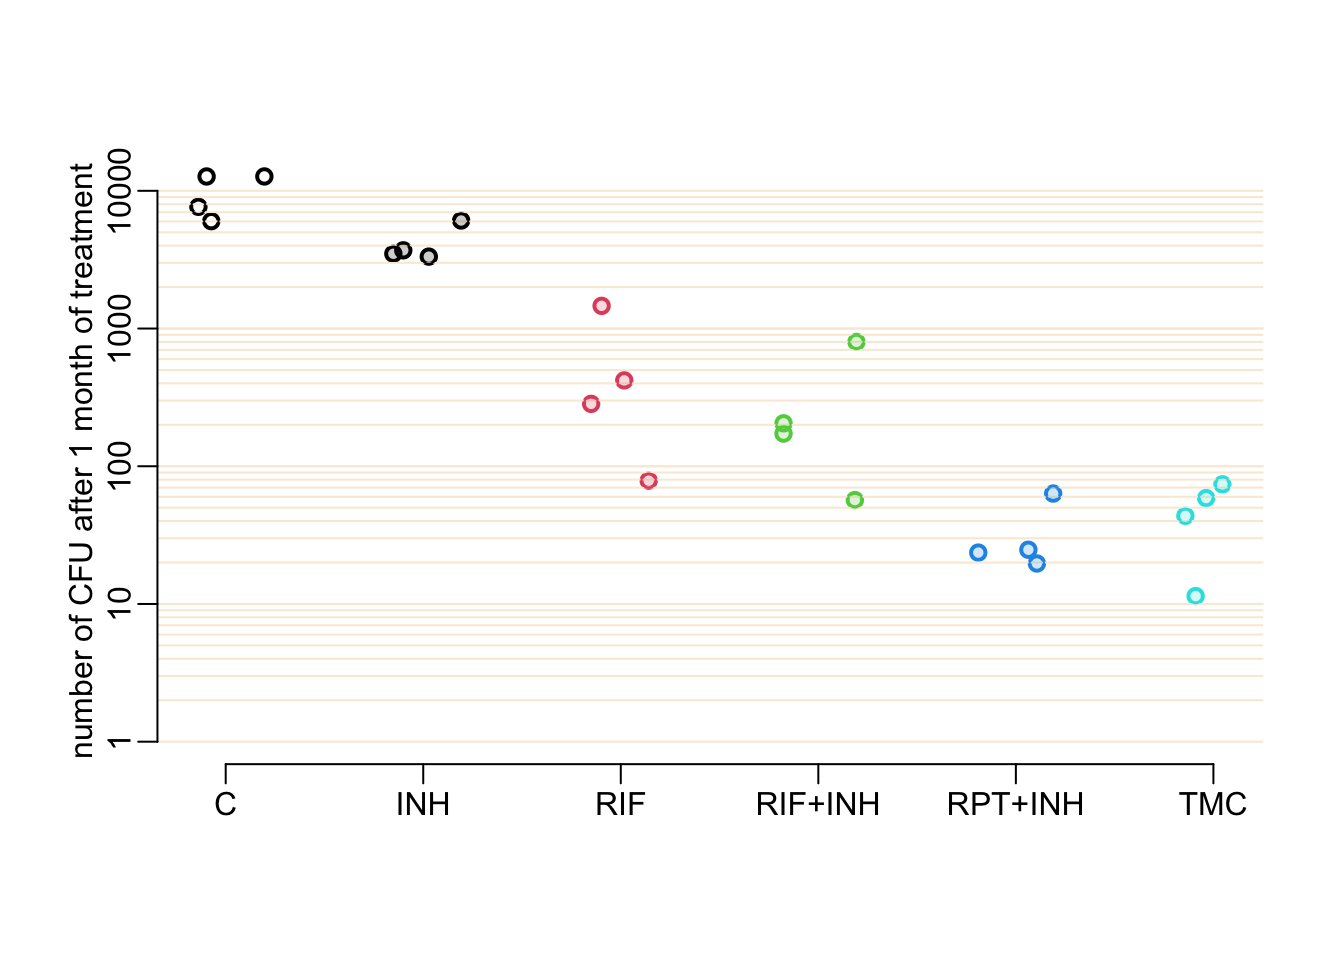 number of CFU after 1 month of treatment
10000
1000
100
10
1
C
INH
RIF
RIF+INH
RPT+INH
TMC